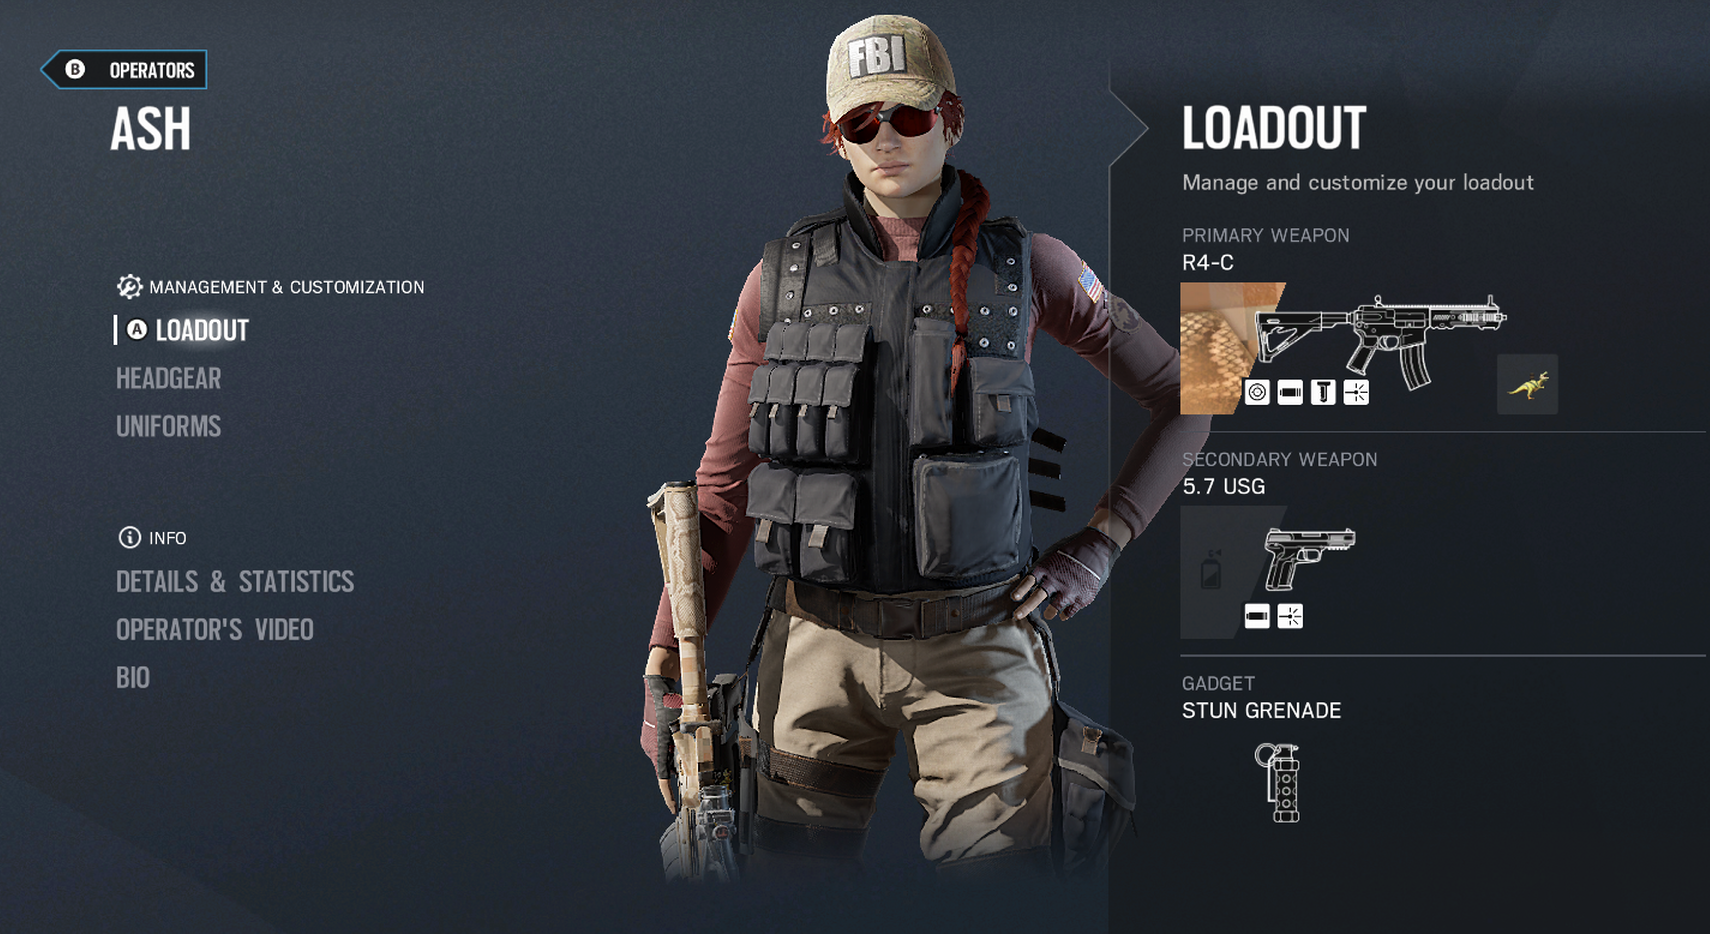 B OPERATORS
ASH
MANAGEMENT & CUSTOMIZATION
A LOADOUT
HEADGEAR
UNIFORMS
INFO
DETAILS & STATISTICS
OPERATOR'S VIDEO
BIO
FBI
LOADOUT
Manage and customize your loadout
PRIMARY WEAPON
R4-C
SECONDARY WEAPON
5.7 USG
GADGET
STUN GRENADE